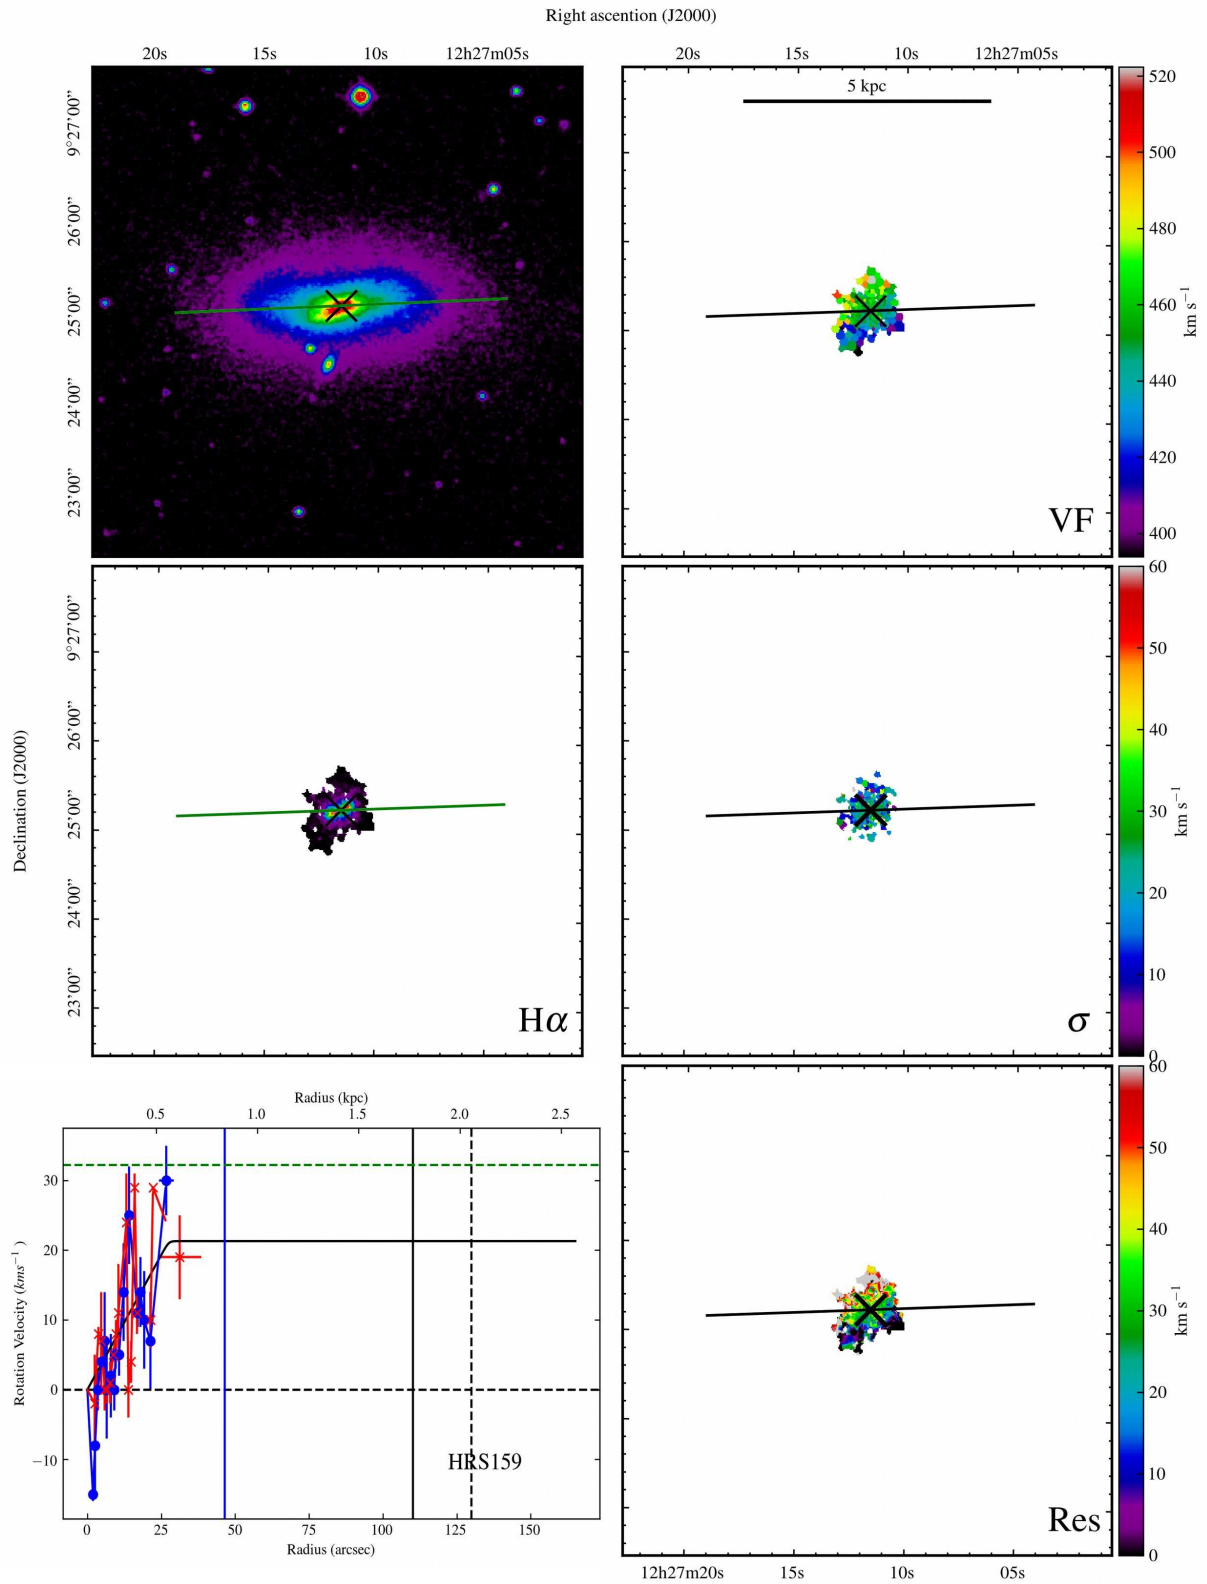 Right ascention (J2000)
20s 15s 10s 12h27m05s
20s 15s 10s 12h27m05s
9°27'00”
26'00”
25'00”
24'00”
23'00”
5 kpc
VF
520
500
480
460
440
420
400
km s−1
Declination (J2000)
9°27'00”
26'00”
25'00”
24'00”
23'00”
Hα
σ
60
50
40
30
20
10
0
km s−1
Radius (kpc)
0.5 1.0 1.5 2.0 2.5
Rotation Velocity (kms−1 )
30
20
10
0
−10
HRS159
0 25 50 75 100 125 150
Radius (arcsec)
Res
60
50
40
30
20
10
0
km s−1
12h27m20s 15s 10s 05s